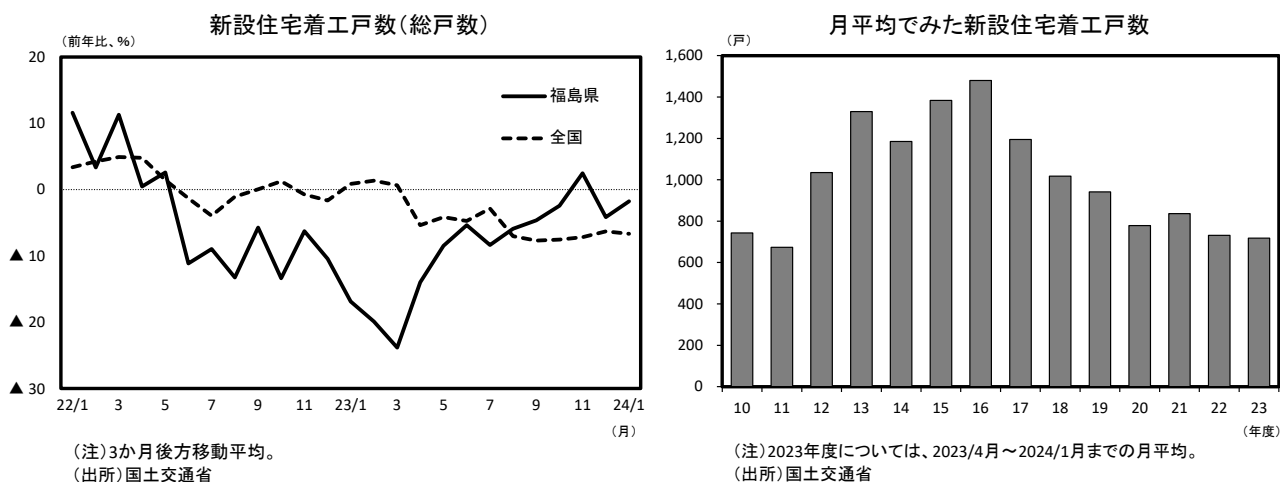 新設住宅着工戸数(総戸数)
(前年比、%)
20
10
0
▲ 10
▲ 20
▲ 30
福島県
全国
22/1 3 5 7 9 11 23/1 3 5 7 9 11 24/1
(月)
(注)3か月後方移動平均。
(出所)国土交通省
月平均でみた新設住宅着工戸数
(戸)
1,600
1,400
1,200
1,000
800
600
400
200
0
10 11 12 13 14 15 16 17 18 19 20 21 22 23
(年度)
(注)2023年度については、2023/4月～2024/1月までの月平均。
(出所)国土交通省